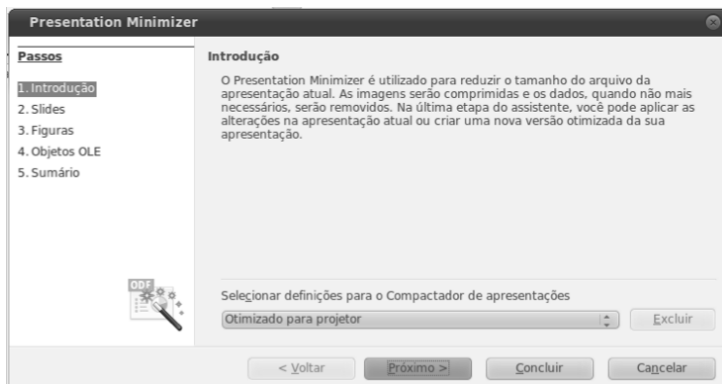 Presentation Minimizer
Passos
1. Introdução
2. Slides
3. Figuras
4. Objetos OLE
5. Sumário
Introdução
O Presentation Minimizer é utilizado para reduzir o tamanho do arquivo da
apresentação atual. As imagens serão comprimidas e os dados, quando não mais
necessários, serão removidos. Na última etapa do assistente, você pode aplicar as
alterações na apresentação atual ou criar uma nova versão otimizada da sua
apresentação.
ODF
Selecionar definições para o Compactador de apresentações
Otimizado para projetor
Excluir
< Voltar
Próximo >
Concluir
Cancelar